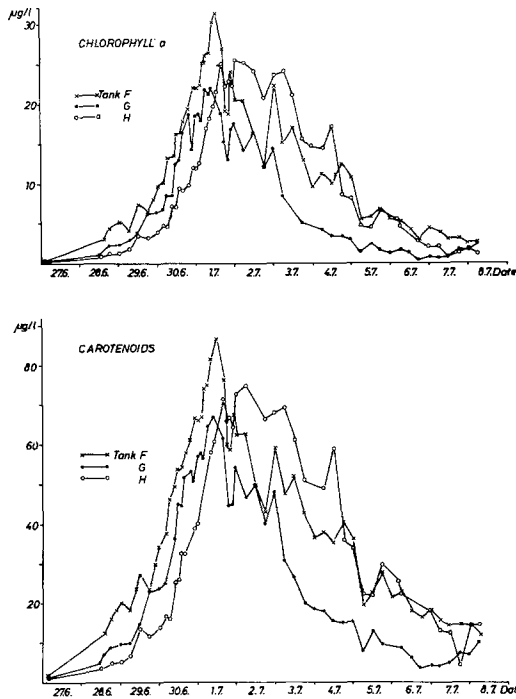 µg/l
30
20
10
CHLOROPHYLL a
Tank F
G
H
27.6. 28.6. 29.6. 30.6. 1.7. 2.7. 3.7. 4.7. 5.7. 6.7. 7.7. 8.7. Date
µg/l
80
60
40
20
CAROTENOIDS
Tank F
G
H
27.6. 28.6. 29.6. 30.6. 1.7. 2.7. 3.7. 4.7. 5.7. 6.7. 7.7. 8.7. Dat